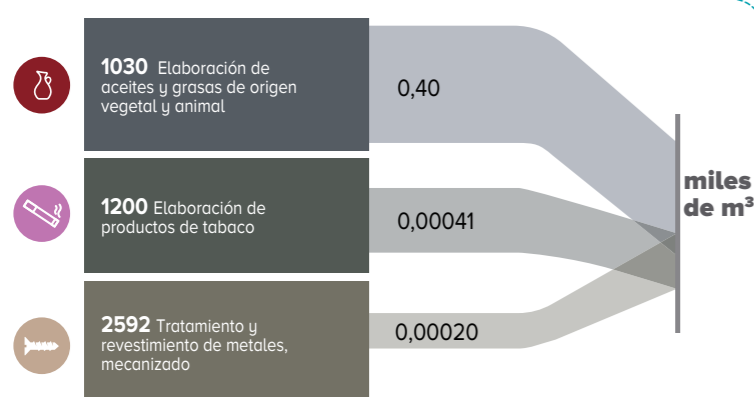 1030 Elaboración de
aceites y grasas de origen
vegetal y animal
0,40
1200 Elaboración de
productos de tabaco
0,00041
2592 Tratamiento y
revestimiento de metales,
mecanizado
0,00020
miles
de m³